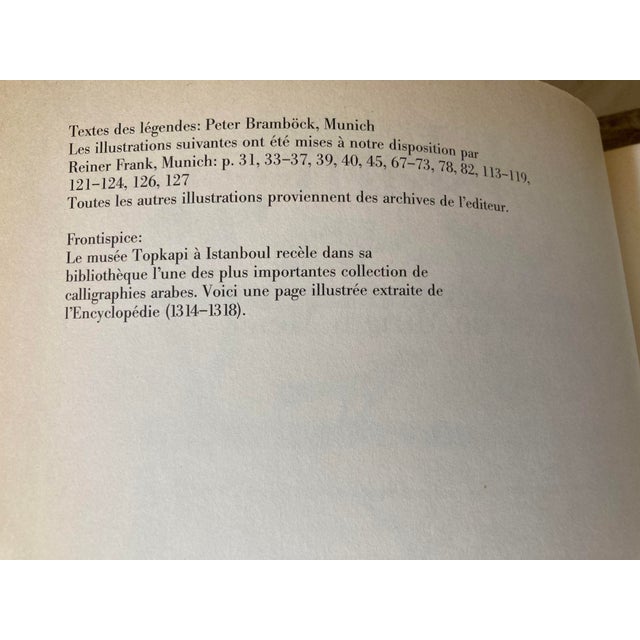 Textes des légendes: Peter Bramböck, Munich
Les illustrations suivantes ont été mises à notre disposition par
Reiner Frank, Munich: p. 31, 33–37, 39, 40, 45, 67–73, 78, 82, 113–119,
121–124, 126, 127
Toutes les autres illustrations proviennent des archives de l'editeur.
Frontispice:
Le musée Topkapi à Istanboul recèle dans sa
bibliothèque l'une des plus importantes collection de
calligraphies arabes. Voici une page illustrée extraite de
l'Encyclopédie (1314–1318).